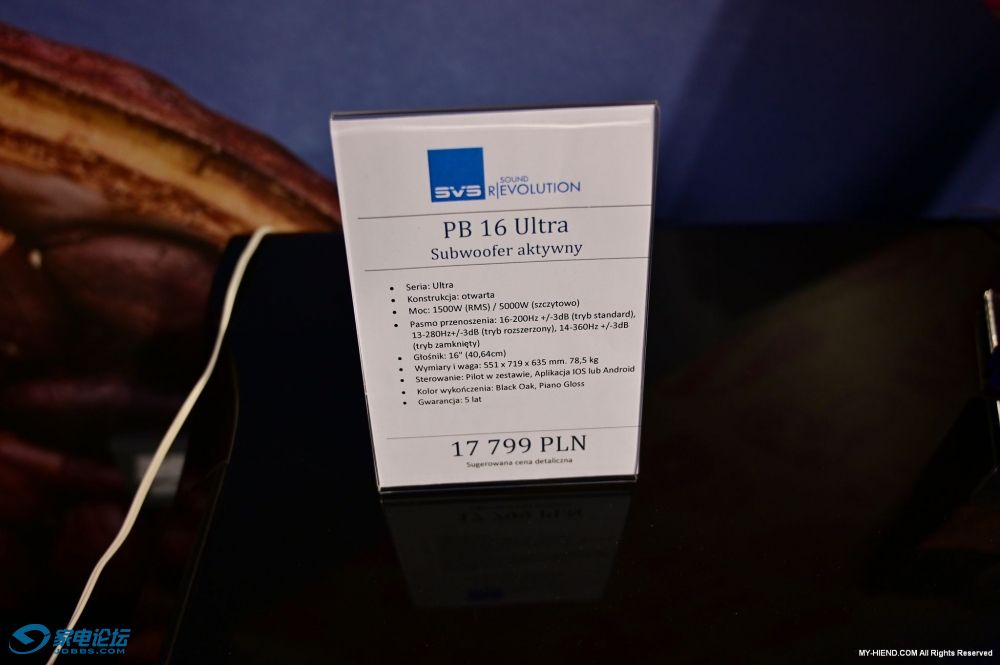 SVS
SOUND
R|EVOLUTION
PB 16 Ultra
Subwoofer aktywny
• Seria: Ultra
• Konstrukcja: otwarta
• Moc: 1500W (RMS) / 5000W (szczytowo)
• Pasmo przenoszenia: 16-200Hz +/-3dB (tryb standard),
13-280Hz+/-3dB (tryb rozszerzony), 14-360Hz +/-3dB
(tryb zamknięty)
• Głośnik: 16" (40,64cm)
• Wymiary i waga: 551 x 719 x 635 mm. 78,5 kg
• Sterowanie: Pilot w zestawie, Aplikacja IOS lub Android
• Kolor wykończenia: Black Oak, Piano Gloss
• Gwarancja: 5 lat
17 799 PLN
Sugerowana cena detaliczna
家电论坛
JDBBS.COM
MY-HIEND.COM All Rights Reserved